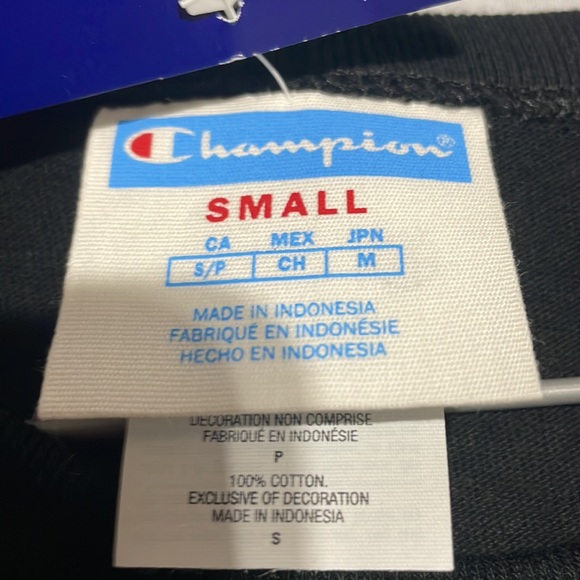 Champion®
SMALL
CA MEX JPN
S/P CH M
MADE IN INDONESIA
FABRIQUÉ EN INDONÉSIE
HECHO EN INDONESIA
DECORATION NON COMPRISE
FABRIQUÉ EN INDONÉSIE
P
100% COTTON.
EXCLUSIVE OF DECORATION
MADE IN INDONESIA
S